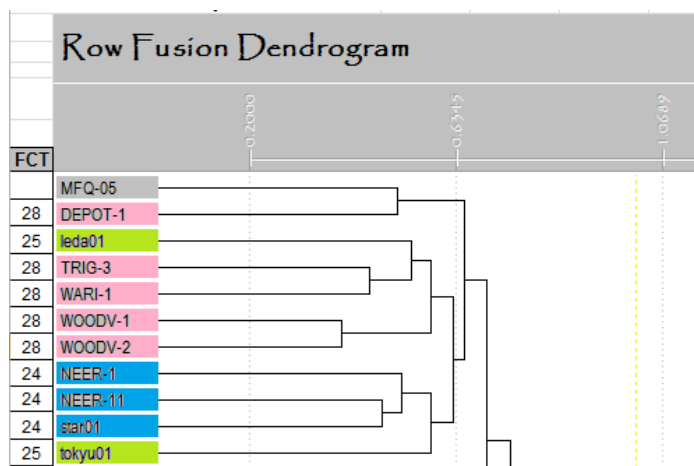 Row Fusion Dendrogram
0.2000 0.6345 1.0689
FCT
MFQ-05
28 DEPOT-1
25 leda01
28 TRIG-3
28 WARI-1
28 WOODV-1
28 WOODV-2
24 NEER-1
24 NEER-11
24 star01
25 tokyu01